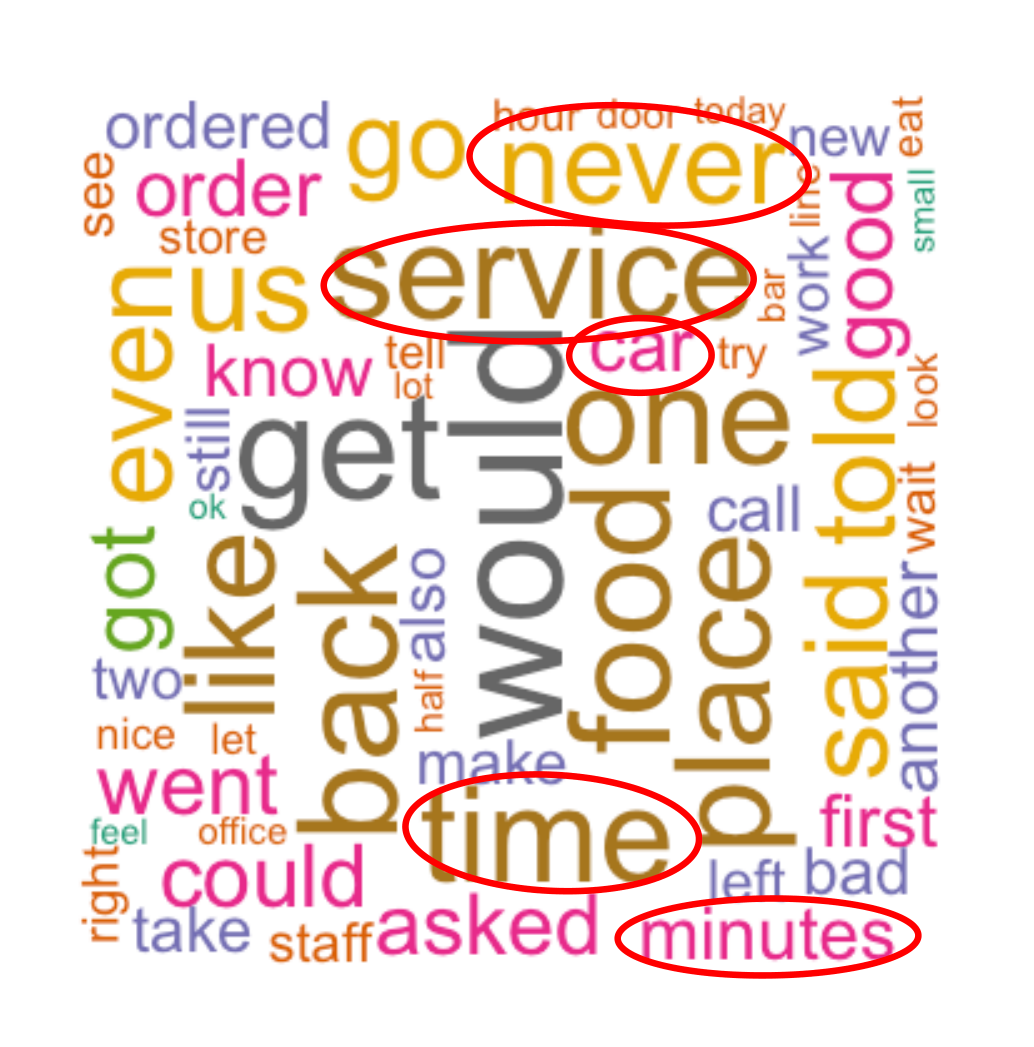 hour door today
ordered go never new eat
see order line good small
store
even us service work
bar
know tell car try
lot
would one told look
still get
ok call wait
got like back also food place said another
two half
nice let
make
went time first
feel office
right could left bad
take staff asked minutes